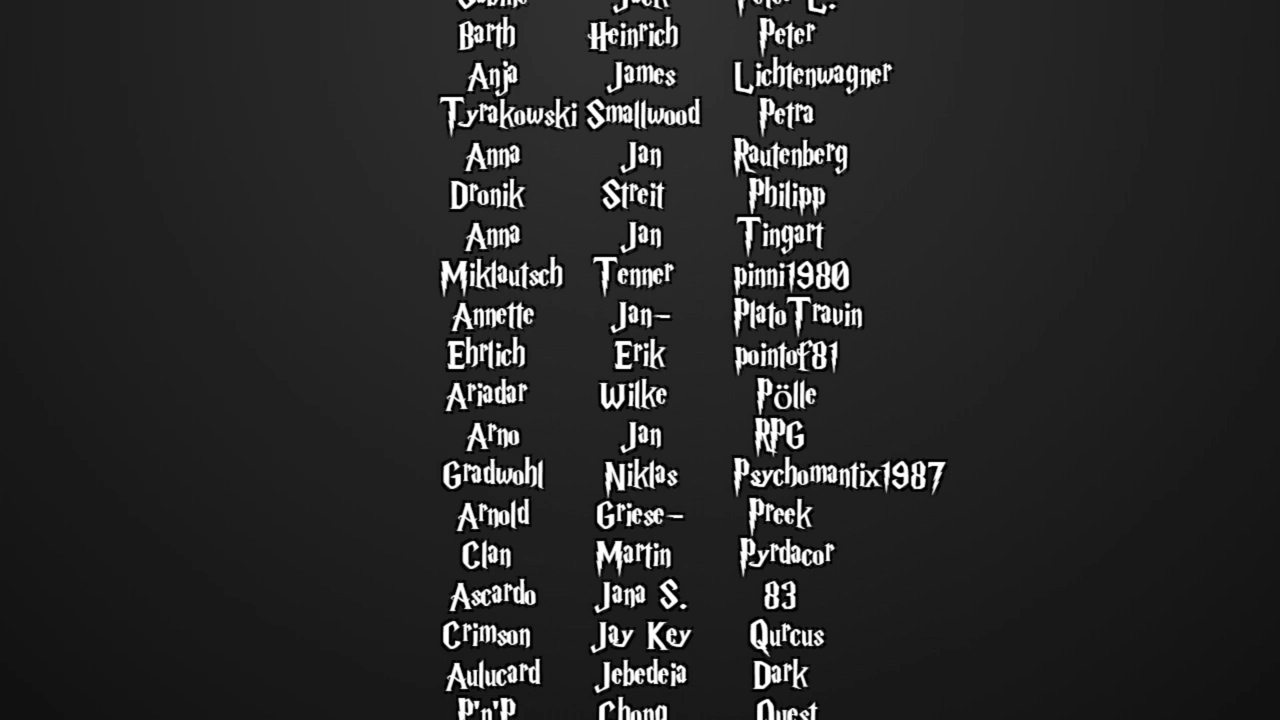 Barth Heinrich Peter
Anja James Lichtenwagner
Tyrakowski Smallwood Petra
Anna Jan Rautenberg
Dronik Streit Philipp
Anna Jan Tingart
Miklautsch Tenner pinni1980
Annette Jan- PlatoTravin
Ehrlich Erik pointof81
Ariadar Wilke Pölle
Arno Jan RPG
Gradwohl Niklas Psychomantix1987
Arnold Griese- Preek
Clan Martin Pyrdacor
Ascardo Jana S. 83
Crimson Jay Key Qurcus
Aulucard Jebedeia Dark
P'n'P Chong Quest